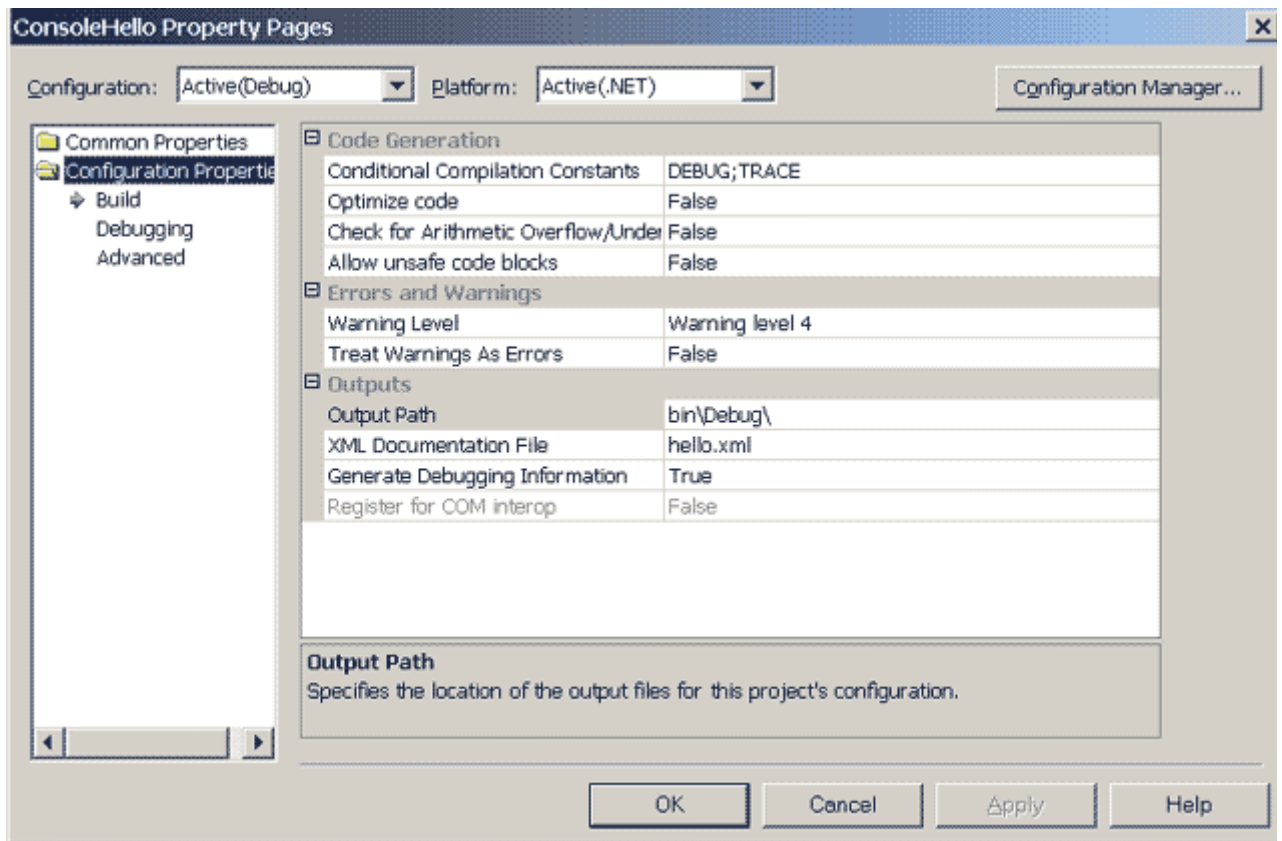 ConsoleHello Property Pages
Configuration: Active(Debug) Platform: Active(.NET) Configuration Manager...
Common Properties
Configuration Propertie
Build
Debugging
Advanced
Code Generation
Conditional Compilation Constants DEBUG;TRACE
Optimize code False
Check for Arithmetic Overflow/Under False
Allow unsafe code blocks False
Errors and Warnings
Warning Level Warning level 4
Treat Warnings As Errors False
Outputs
Output Path bin\Debug\
XML Documentation File hello.xml
Generate Debugging Information True
Register for COM interop False
Output Path
Specifies the location of the output files for this project's configuration.
OK Cancel Apply Help